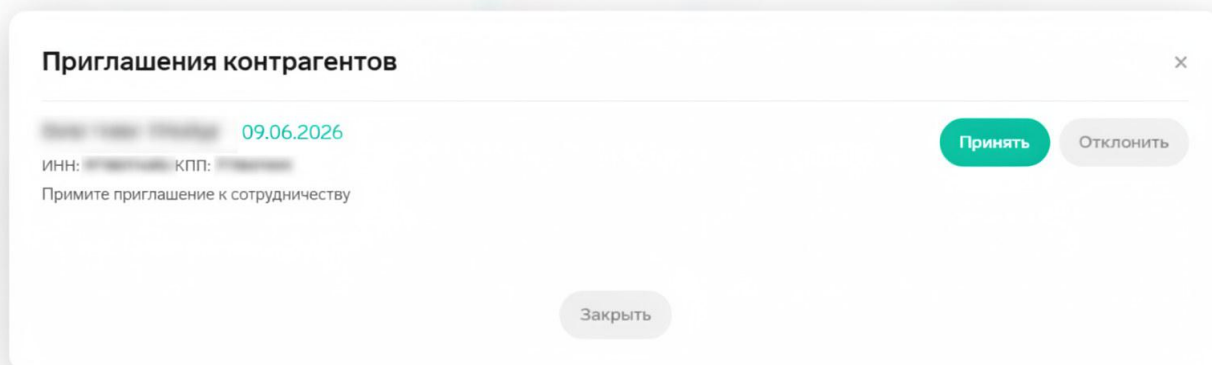 Приглашения контрагентов ×
09.06.2026
Принять Отклонить
ИНН: КПП:
Примите приглашение к сотрудничеству
Закрыть